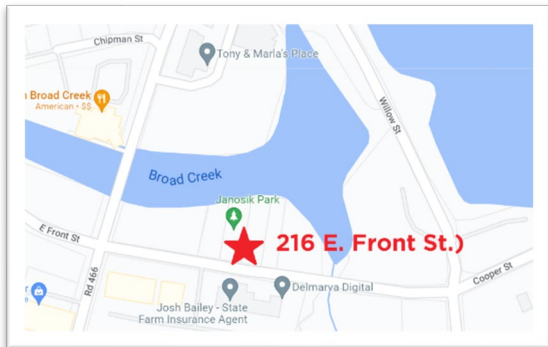 Chipman St
Tony & Maria's Place
Broad Creek
American • $$
Willow St
Broad Creek
Janosik Park
E Front St
216 E. Front St.)
Rd 466
Cooper St
Delmarva Digital
Josh Bailey - State
Farm Insurance Agent